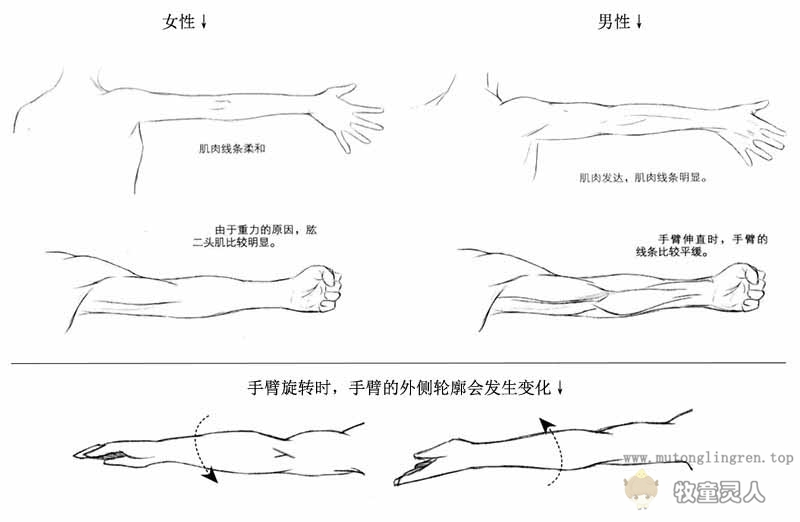 女性↓
男性↓
肌肉线条柔和
肌肉发达，肌肉线条明显。
由于重力的原因，肱
二头肌比较明显。
手臂伸直时，手臂的
线条比较平缓。
手臂旋转时，手臂的外侧轮廓会发生变化↓
www.mutonglingren.top
牧童灵人